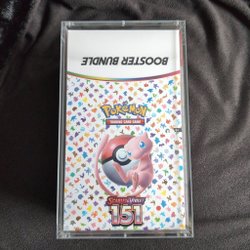 BOOSTER BUNDLE
Pokémon
TRADING CARD GAME
SCARLET & VIOLET
151